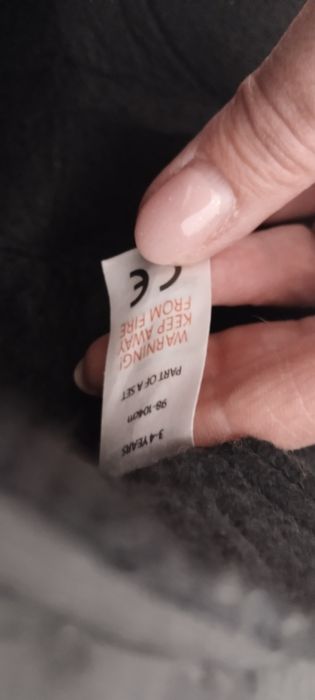 3-4 YEARS
98-104cm
PART OF A SET
WARNING!
KEEP AWAY
FROM FIRE
CE